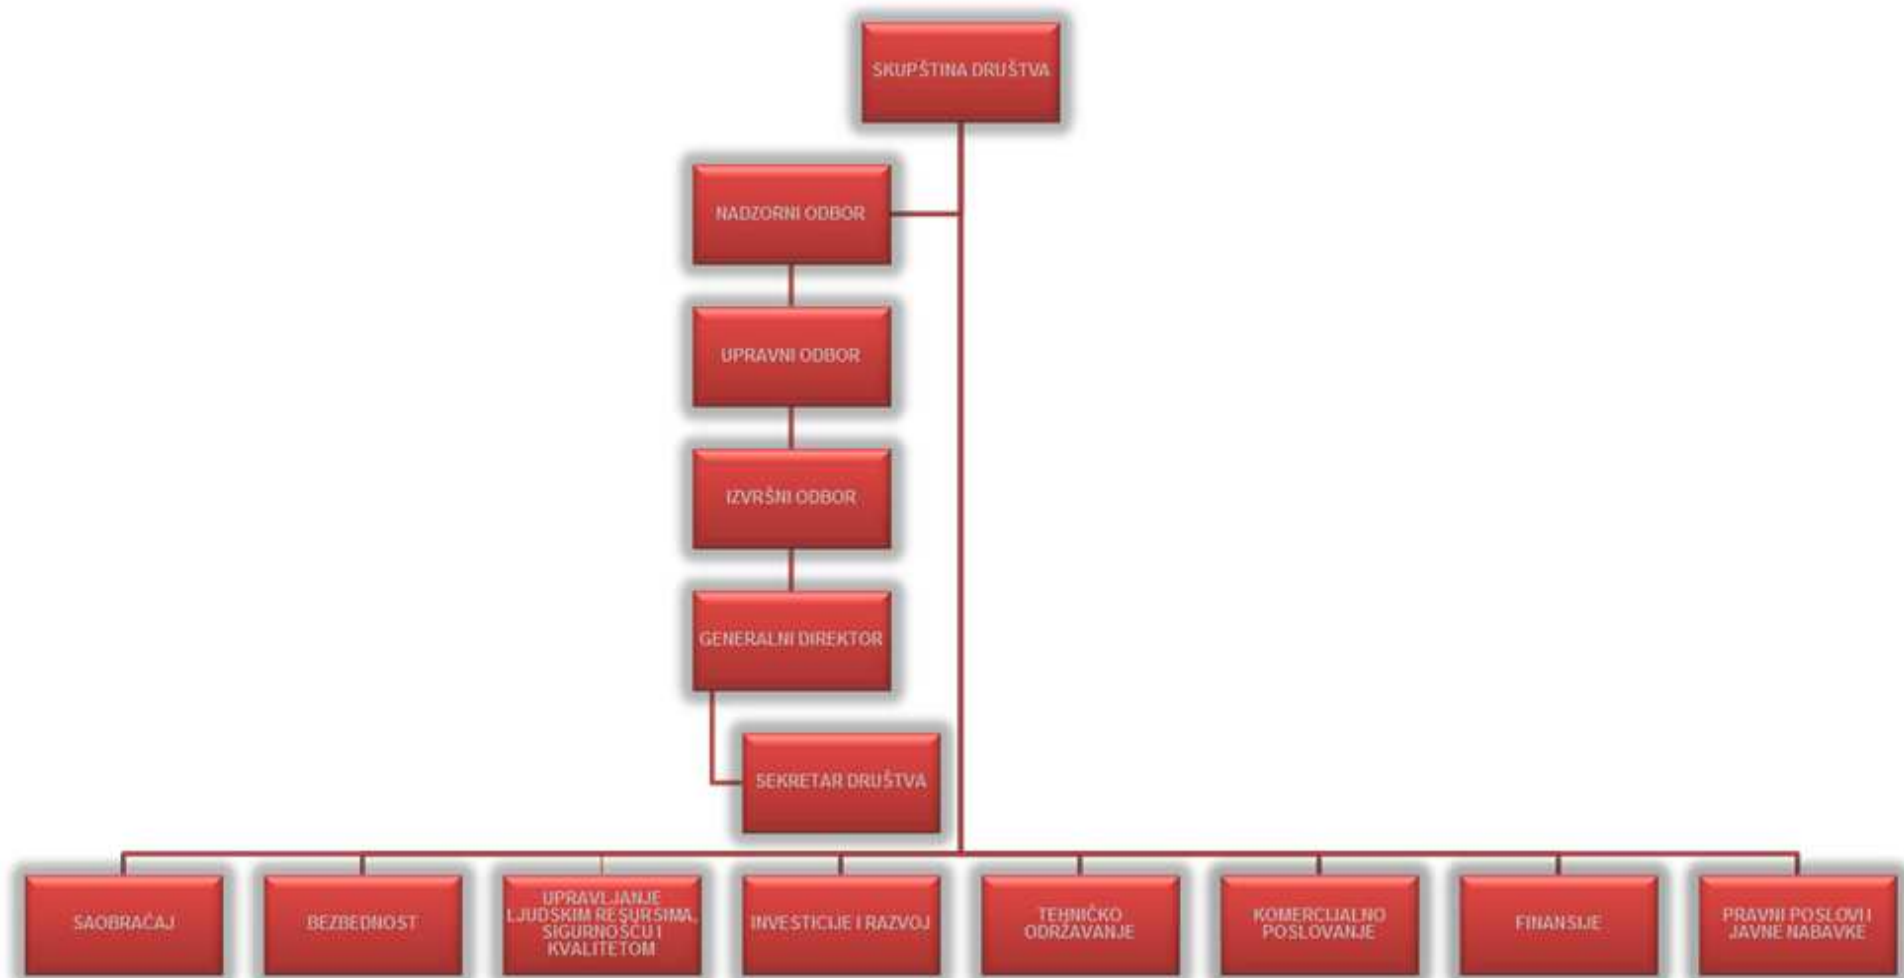 SKUPŠTINA DRUŠTVA
NADZORNI ODBOR
UPRAVNI ODBOR
IZVRŠNI ODBOR
GENERALNI DIREKTOR
SEKRETAR DRUŠTVA
SAOBRAĆAJ
BEZBEDNOST
UPRAVLJANJE
LJUDSKIM RESURSIMA,
SIGURNOŠĆU I
KVALITETOM
INVESTICIJE I RAZVOJ
TEHNIČKO
ODRŽAVANJE
KOMERCIJALNO
POSLOVANJE
FINANSIJE
PRAVNI POSLOVI I
JAVNE NABAVKE